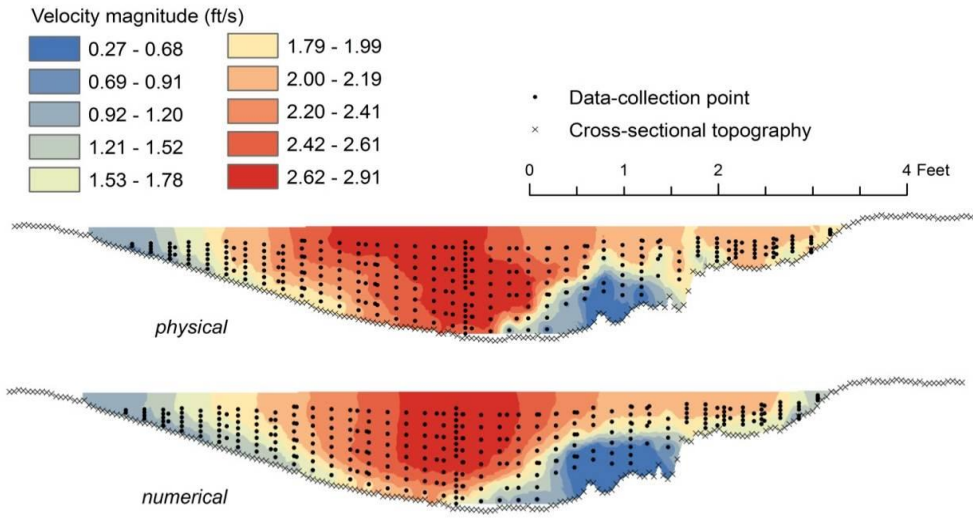 Velocity magnitude (ft/s)
0.27 - 0.68
0.69 - 0.91
0.92 - 1.20
1.21 - 1.52
1.53 - 1.78
1.79 - 1.99
2.00 - 2.19
2.20 - 2.41
2.42 - 2.61
2.62 - 2.91
Data-collection point
Cross-sectional topography
0 1 2 3 4 Feet
physical
numerical